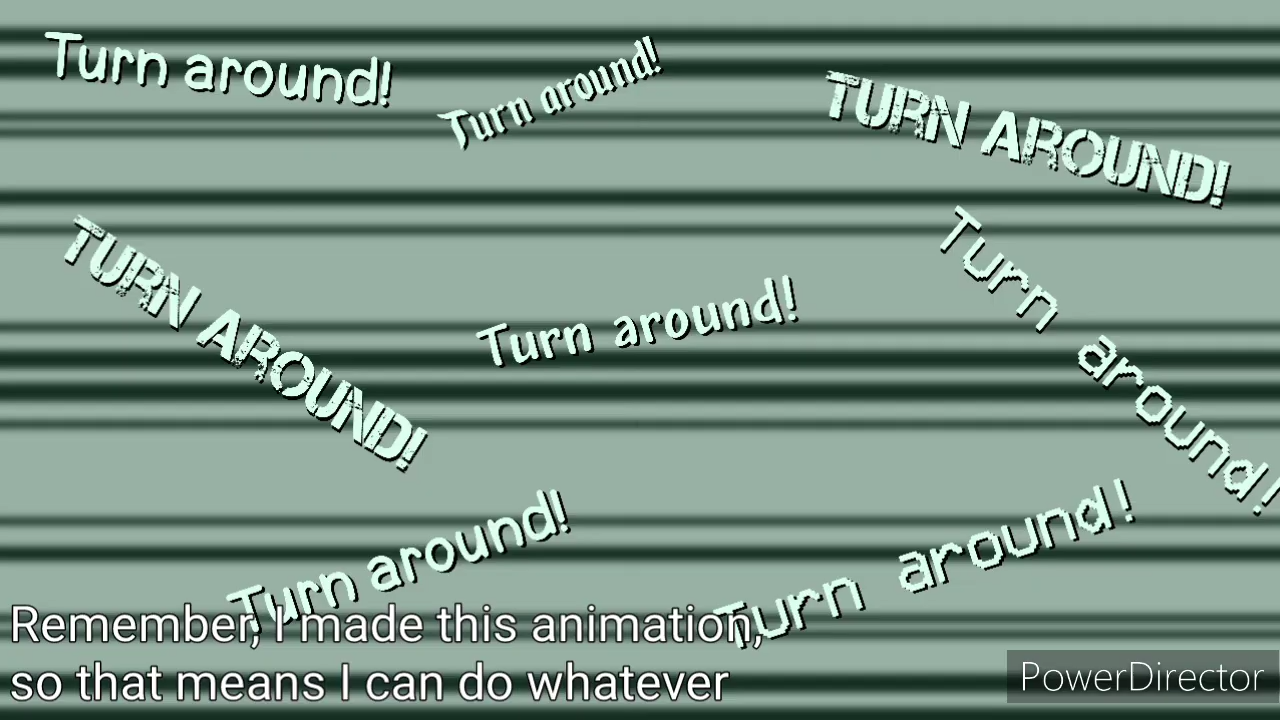 Turn around!
Turn around!
TURN AROUND!
TURN AROUND!
Turn around!
Turn around!
Turn around!
Turn around!
Remember, I made this animation,
so that means I can do whatever
PowerDirector